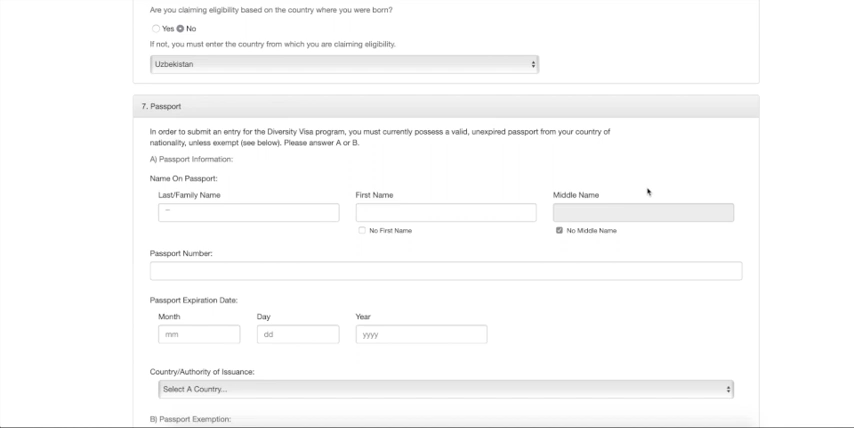 Are you claiming eligibility based on the country where you were born?
Yes No
If not, you must enter the country from which you are claiming eligibility.
Uzbekistan
7. Passport
In order to submit an entry for the Diversity Visa program, you must currently possess a valid, unexpired passport from your country of
nationality, unless exempt (see below). Please answer A or B.
A) Passport Information:
Name On Passport:
Last/Family Name First Name Middle Name
No First Name No Middle Name
Passport Number:
Passport Expiration Date:
Month Day Year
mm dd yyyy
Country/Authority of Issuance:
Select A Country...
B) Passport Exemption: